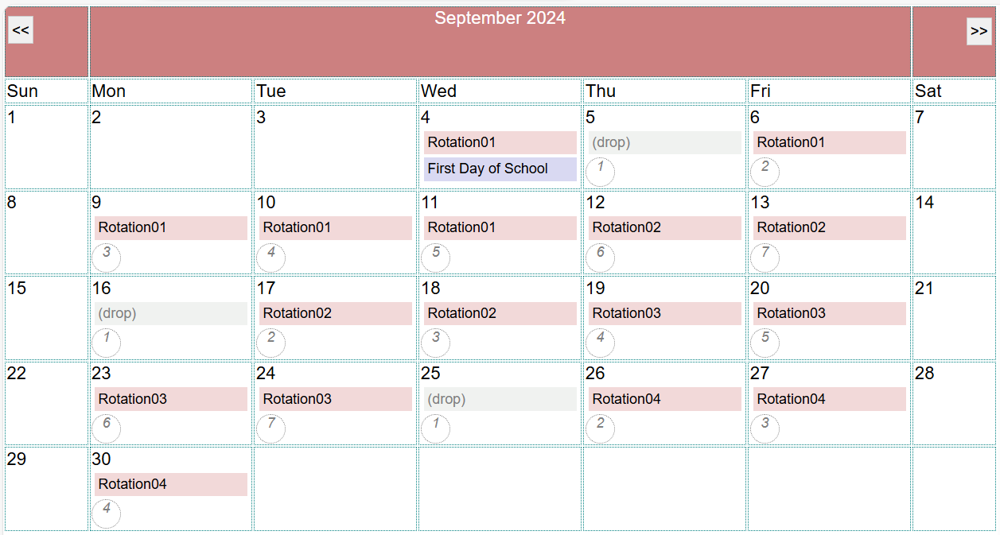 << September 2024 >>
Sun Mon Tue Wed Thu Fri Sat
1 2 3 4 5 6 7
Rotation01 (drop) Rotation01
First Day of School 1 2
8 9 10 11 12 13 14
Rotation01 Rotation01 Rotation01 Rotation02 Rotation02
3 4 5 6 7
15 16 17 18 19 20 21
(drop) Rotation02 Rotation02 Rotation03 Rotation03
1 2 3 4 5
22 23 24 25 26 27 28
Rotation03 Rotation03 (drop) Rotation04 Rotation04
6 7 1 2 3
29 30
Rotation04
4